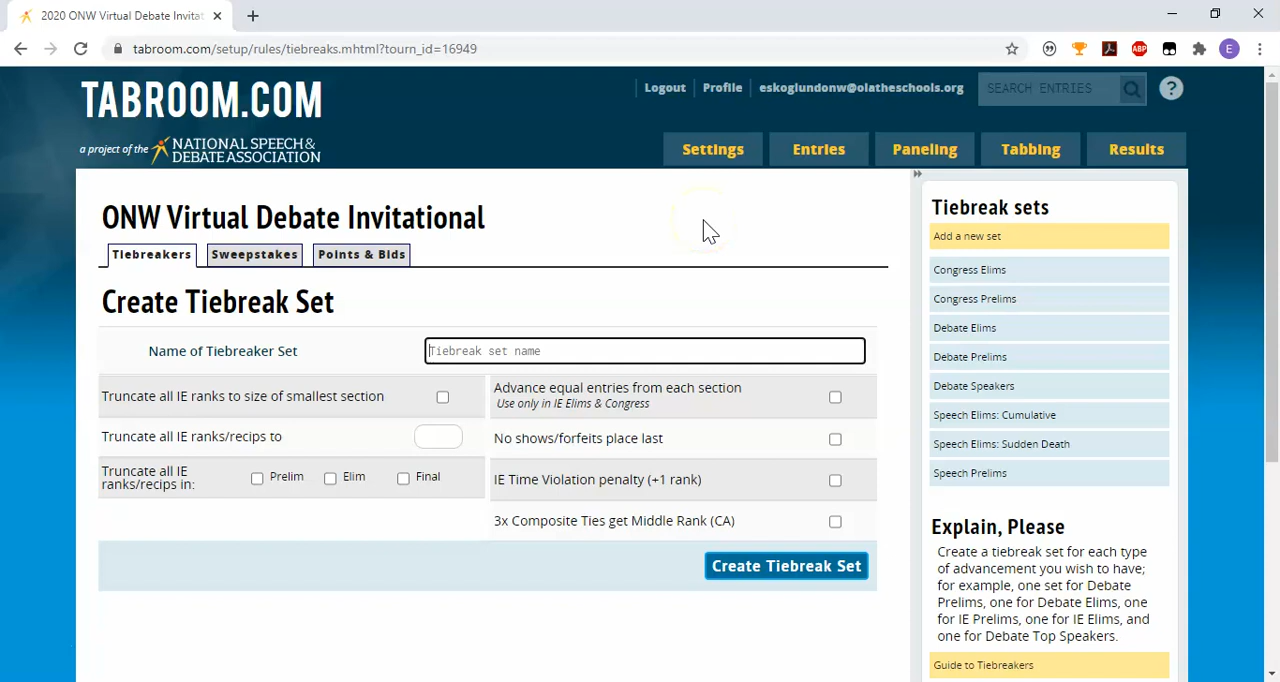 2020 ONW Virtual Debate Invitat
tabroom.com/setup/rules/tiebreaks.mhtml?tourn_id=16949
ABP
E
TABROOM.COM
a project of the NATIONAL SPEECH &
DEBATE ASSOCIATION
Logout Profile eskoglundonw@olatheschools.org SEARCH ENTRIES ?
Settings Entries Paneling Tabbing Results
ONW Virtual Debate Invitational
Tiebreakers Sweepstakes Points & Bids
Create Tiebreak Set
Name of Tiebreaker Set Tiebreak set name
Truncate all IE ranks to size of smallest section
Truncate all IE ranks/recips to
Truncate all IE
ranks/recips in: Prelim Elim Final
Advance equal entries from each section
Use only in IE Elims & Congress
No shows/forfeits place last
IE Time Violation penalty (+1 rank)
3x Composite Ties get Middle Rank (CA)
Create Tiebreak Set
Tiebreak sets
Add a new set
Congress Elims
Congress Prelims
Debate Elims
Debate Prelims
Debate Speakers
Speech Elims: Cumulative
Speech Elims: Sudden Death
Speech Prelims
Explain, Please
Create a tiebreak set for each type
of advancement you wish to have;
for example, one set for Debate
Prelims, one for Debate Elims, one
for IE Prelims, one for IE Elims, and
one for Debate Top Speakers.
Guide to Tiebreakers